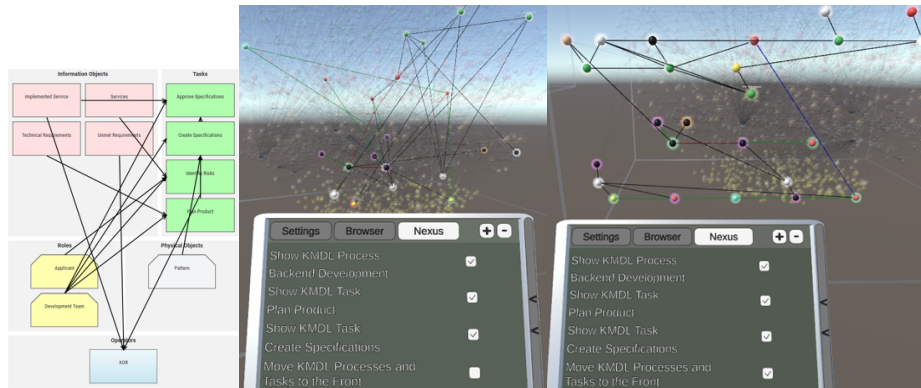 Information Objects
Tasks
Implemented Service
Services
Approve Specifications
Technical Requirements
Unmet Requirements
Create Specifications
Identify Risks
Plan Product
Roles
Physical Objects
Applicant
Pattern
Development Team
Operators
XOR
Settings Browser Nexus + -
Show KMDL Process
Backend Development
Show KMDL Task
Plan Product
Show KMDL Task
Create Specifications
Move KMDL Processes and
Tasks to the Front
Settings Browser Nexus + -
Show KMDL Process
Backend Development
Show KMDL Task
Plan Product
Show KMDL Task
Create Specifications
Move KMDL Processes and
Tasks to the Front